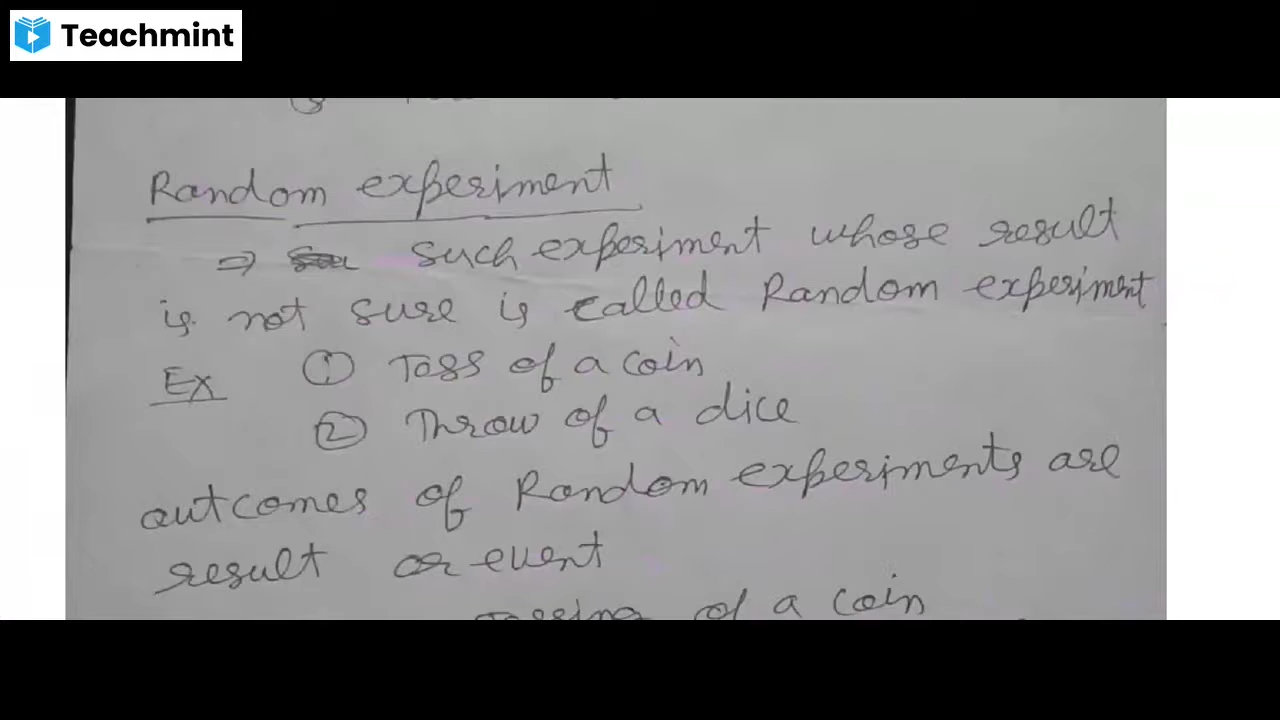 Teachmint
Random experiment
⇒ such experiment whose result
is not sure is called Random experiment
Ex ① Toss of a coin
② Throw of a dice
outcomes of Random experiments are
result or event
Tossing of a coin